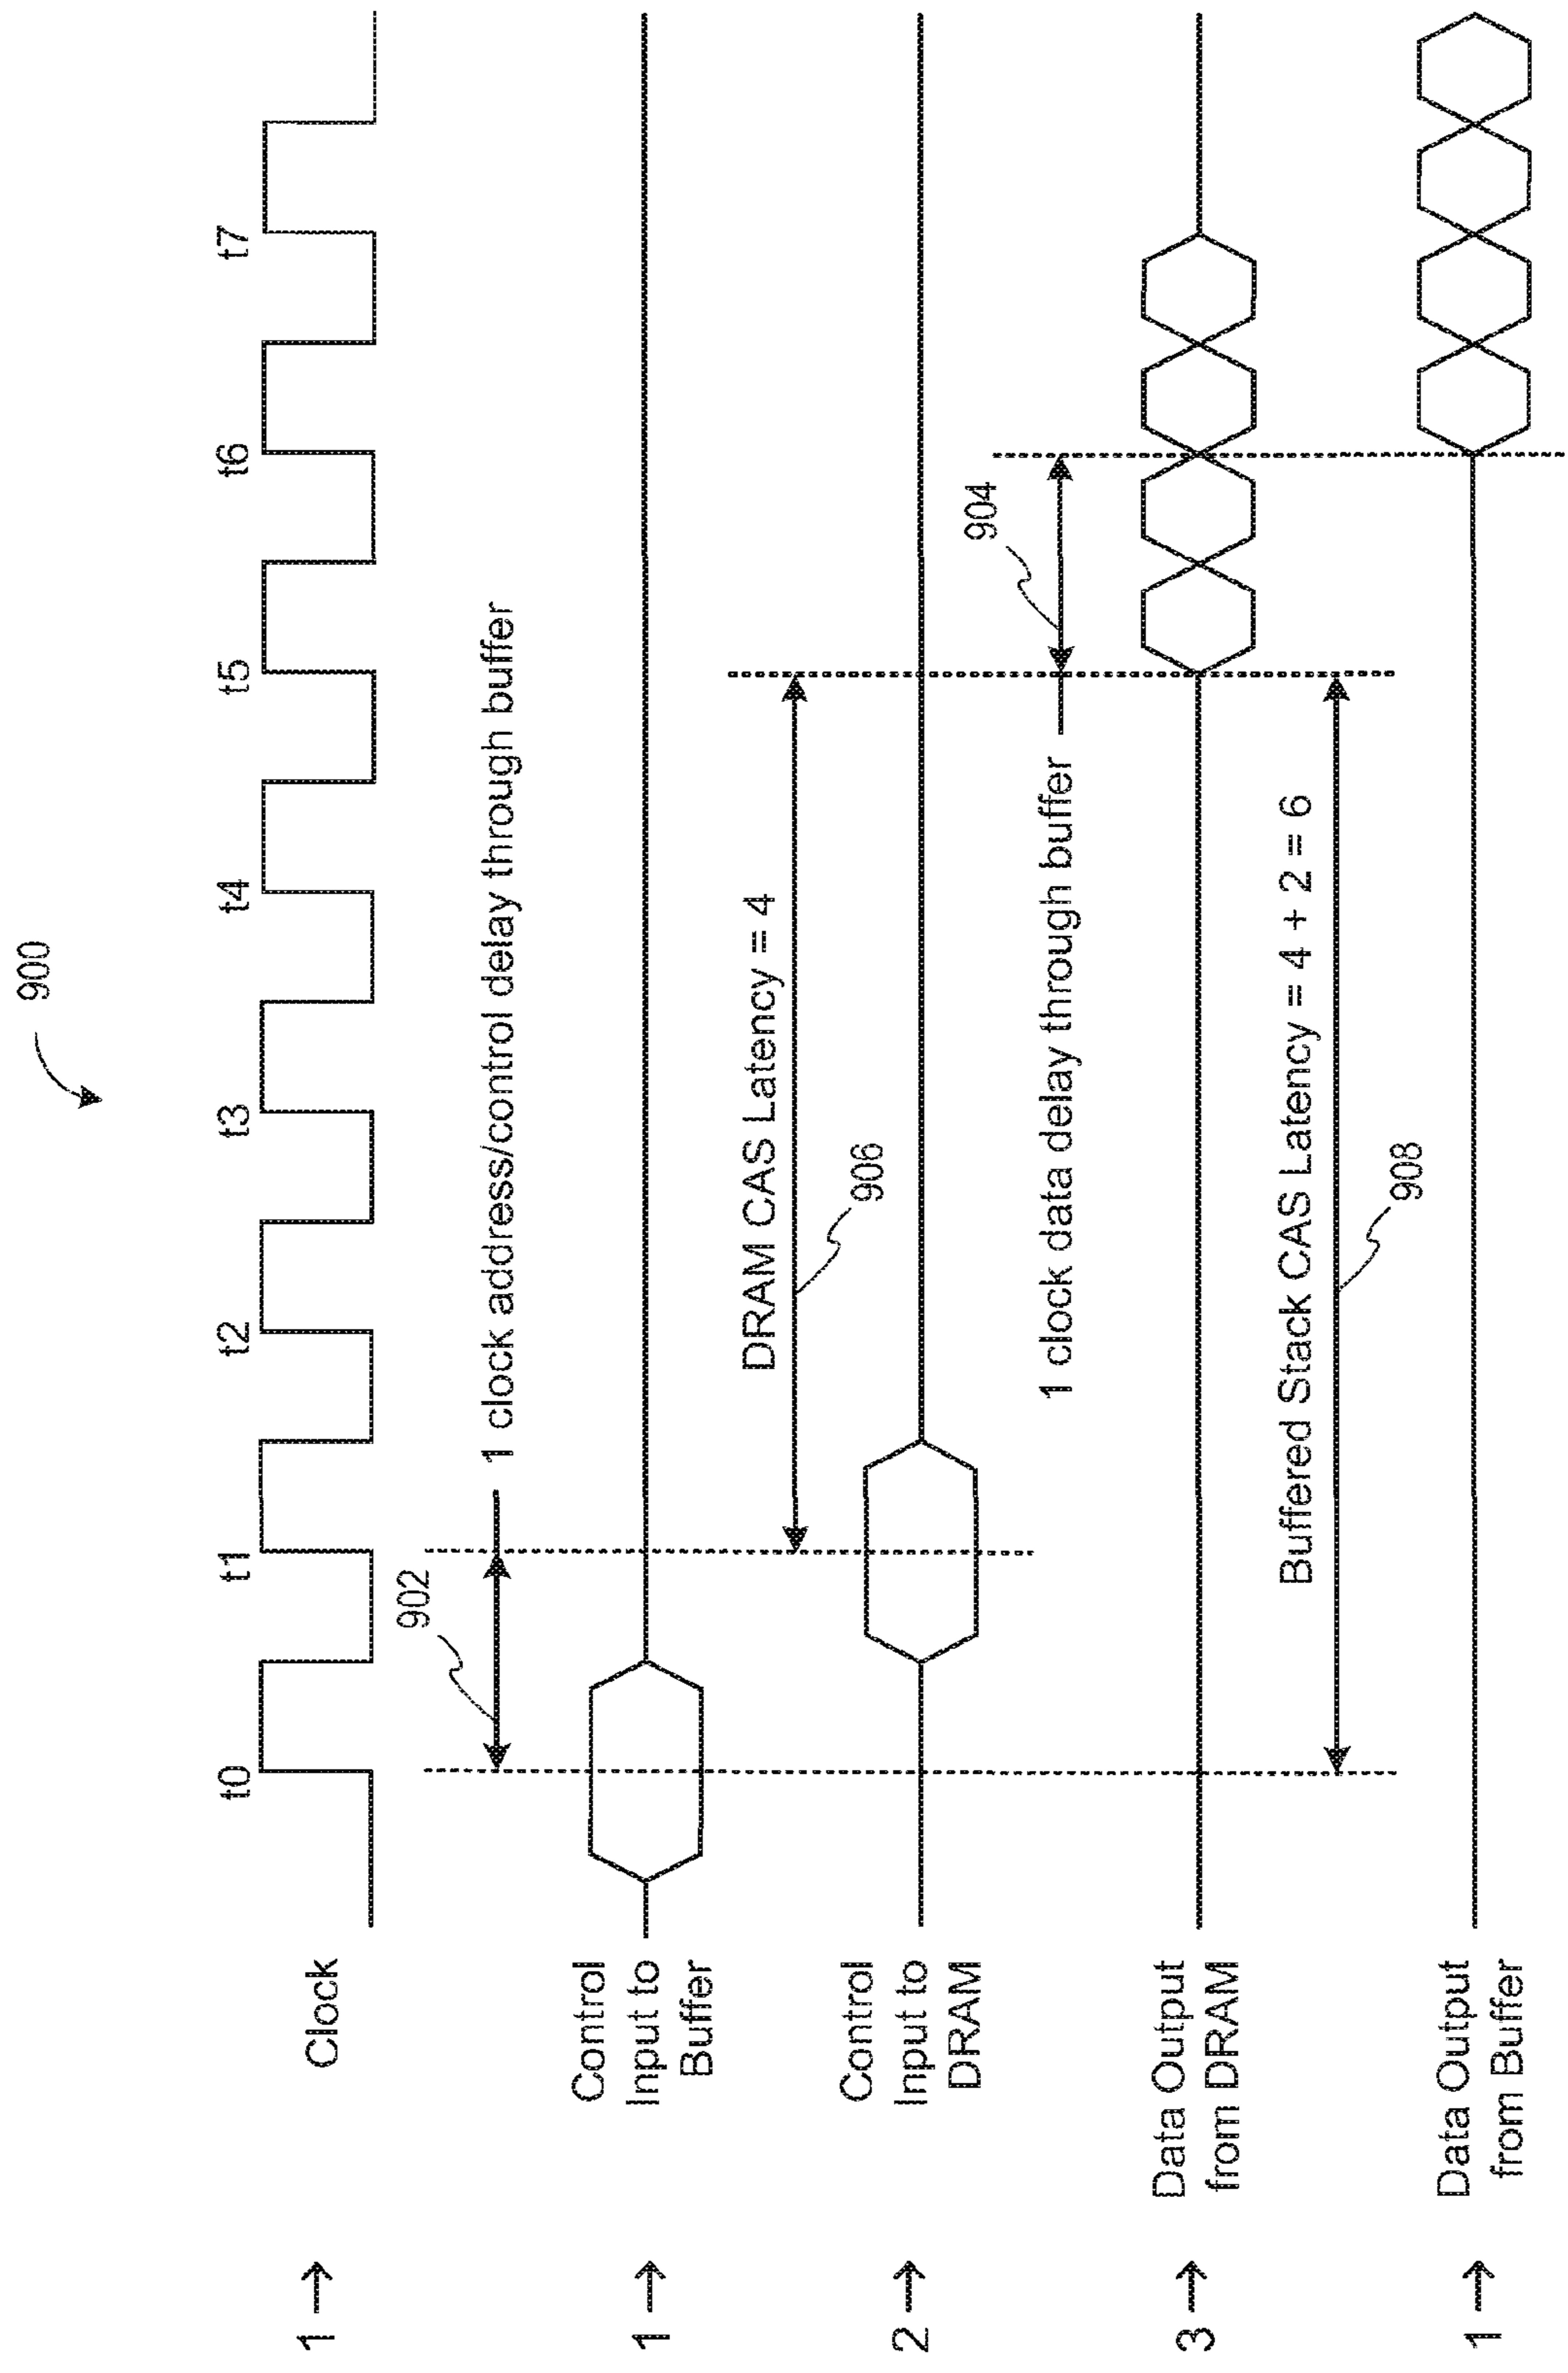 900
t0 t1 t2 t3 t4 t5 t6 t7
1 → Clock
902
1 clock address/control delay through buffer
1 → Control
Input to
Buffer
DRAM CAS Latency = 4
906
2 → Control
Input to
DRAM
904
1 clock data delay through buffer
3 → Data Output
from DRAM
Buffered Stack CAS Latency = 4 + 2 = 6
908
1 → Data Output
from Buffer